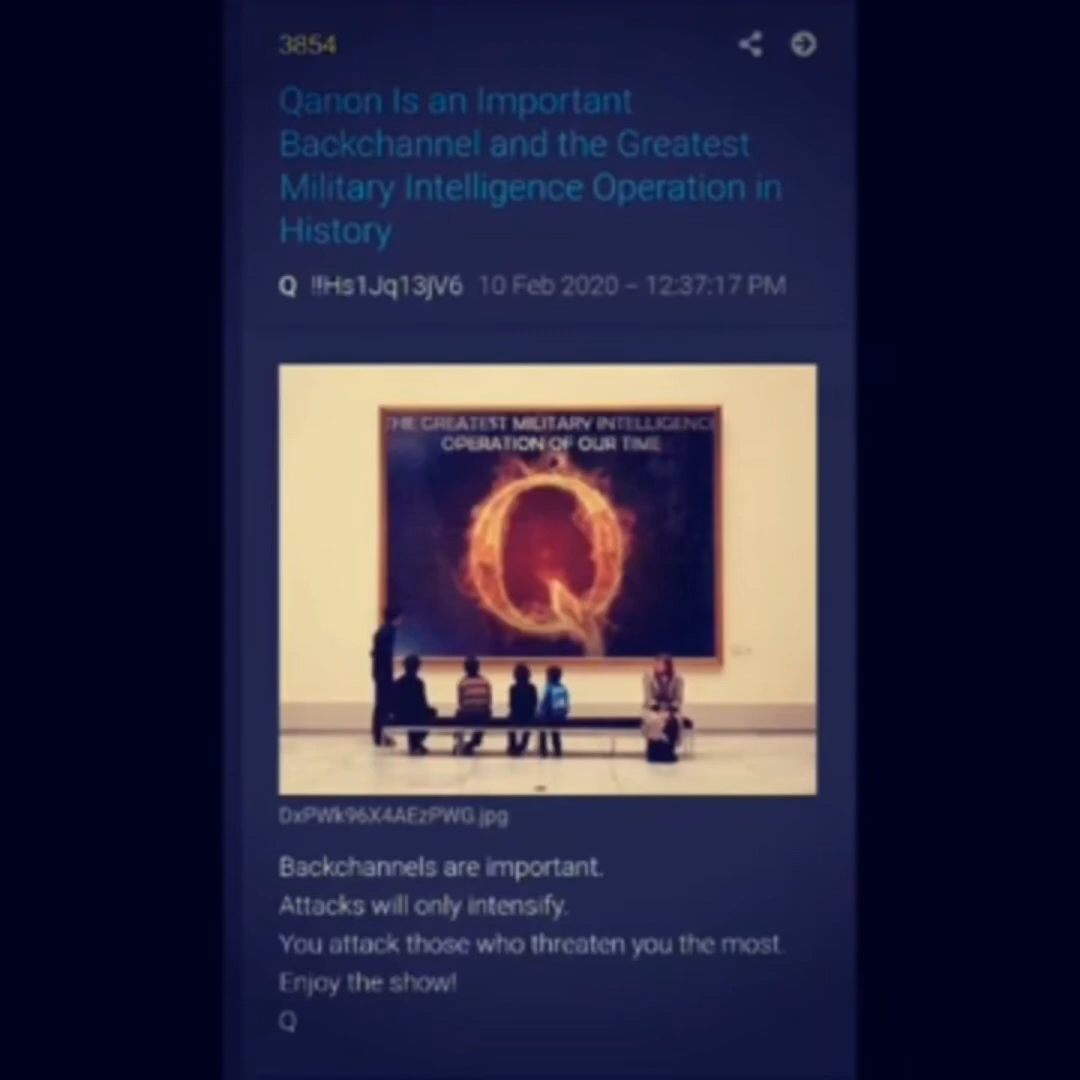 3854
Qanon Is an Important
Backchannel and the Greatest
Military Intelligence Operation in
History
Q !!Hs1Jq13jV6 10 Feb 2020 – 12:37:17 PM
THE GREATEST MILITARY INTELLIGENCE
OPERATION OF OUR TIME
DxPWk96X4AEzPWG.jpg
Backchannels are important.
Attacks will only intensify.
You attack those who threaten you the most.
Enjoy the show!
Q